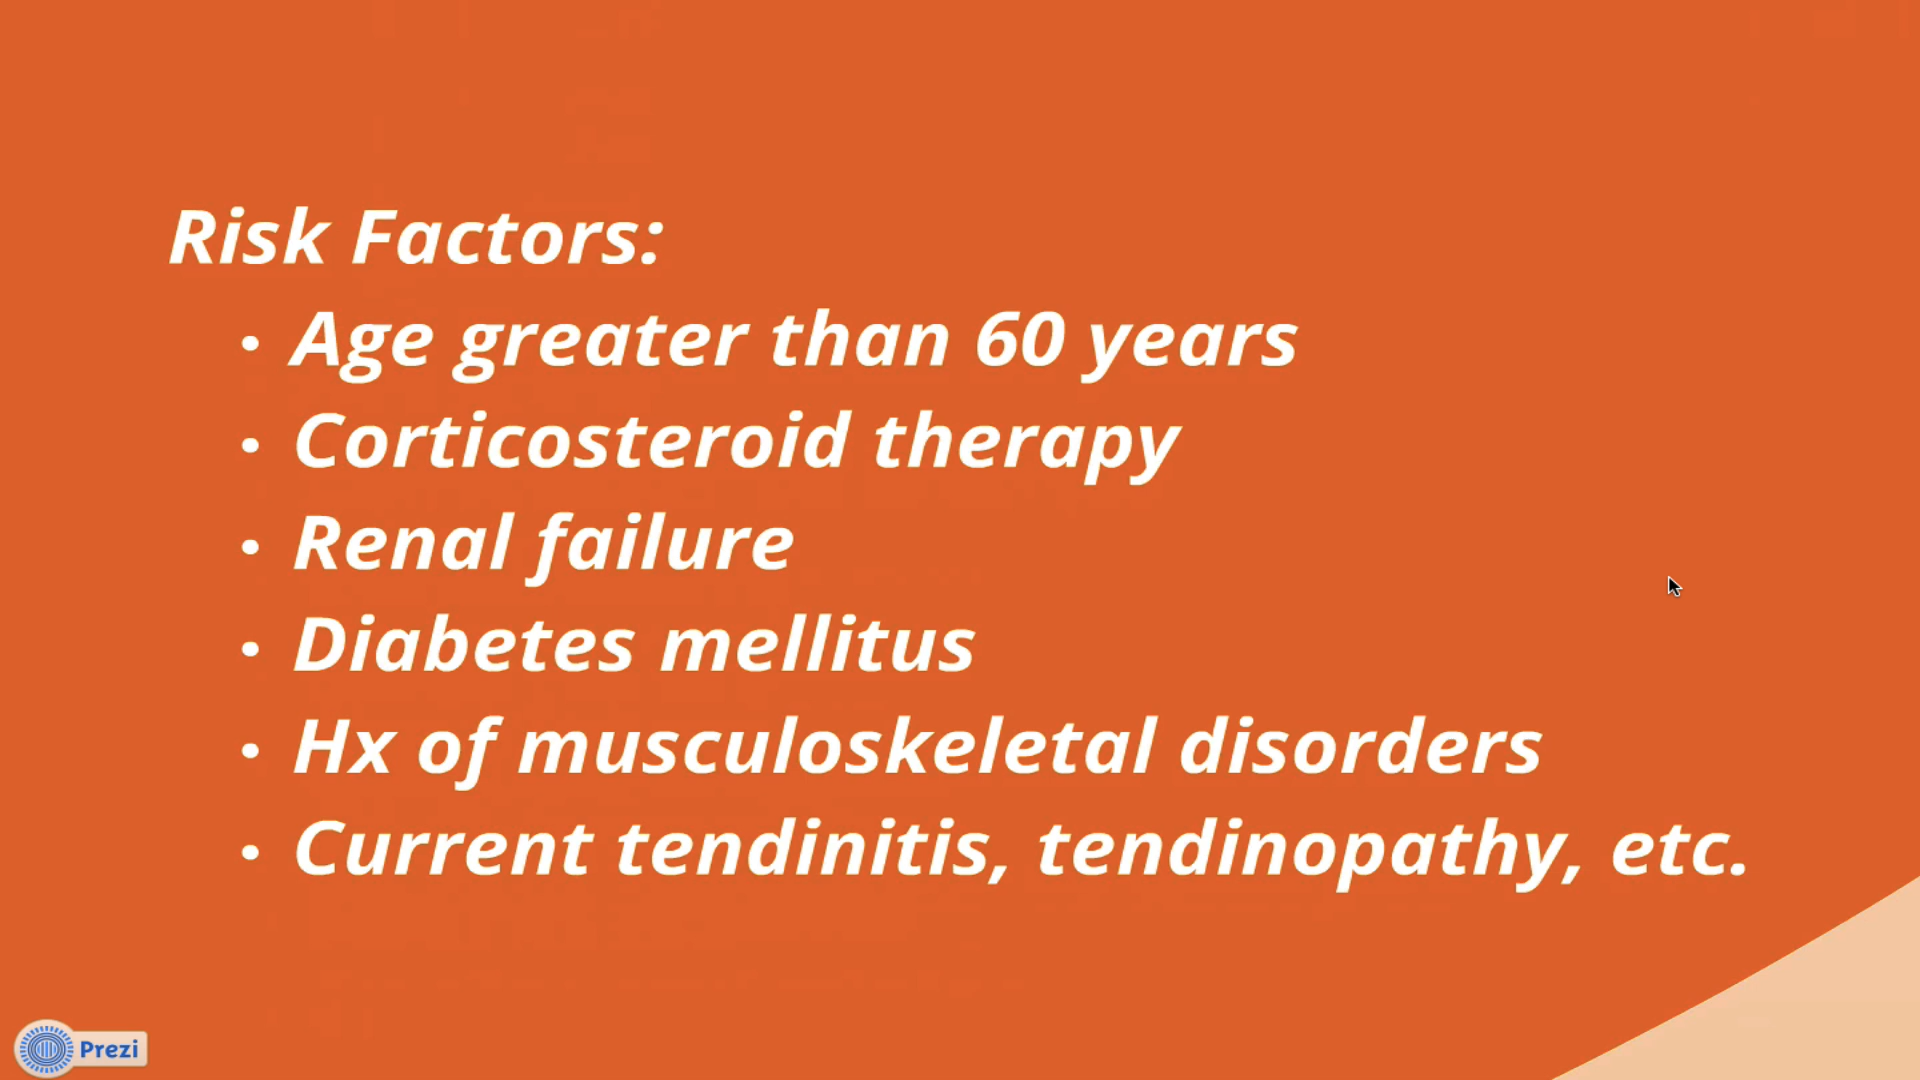 Risk Factors:
• Age greater than 60 years
• Corticosteroid therapy
• Renal failure
• Diabetes mellitus
• Hx of musculoskeletal disorders
• Current tendinitis, tendinopathy, etc.
Prezi